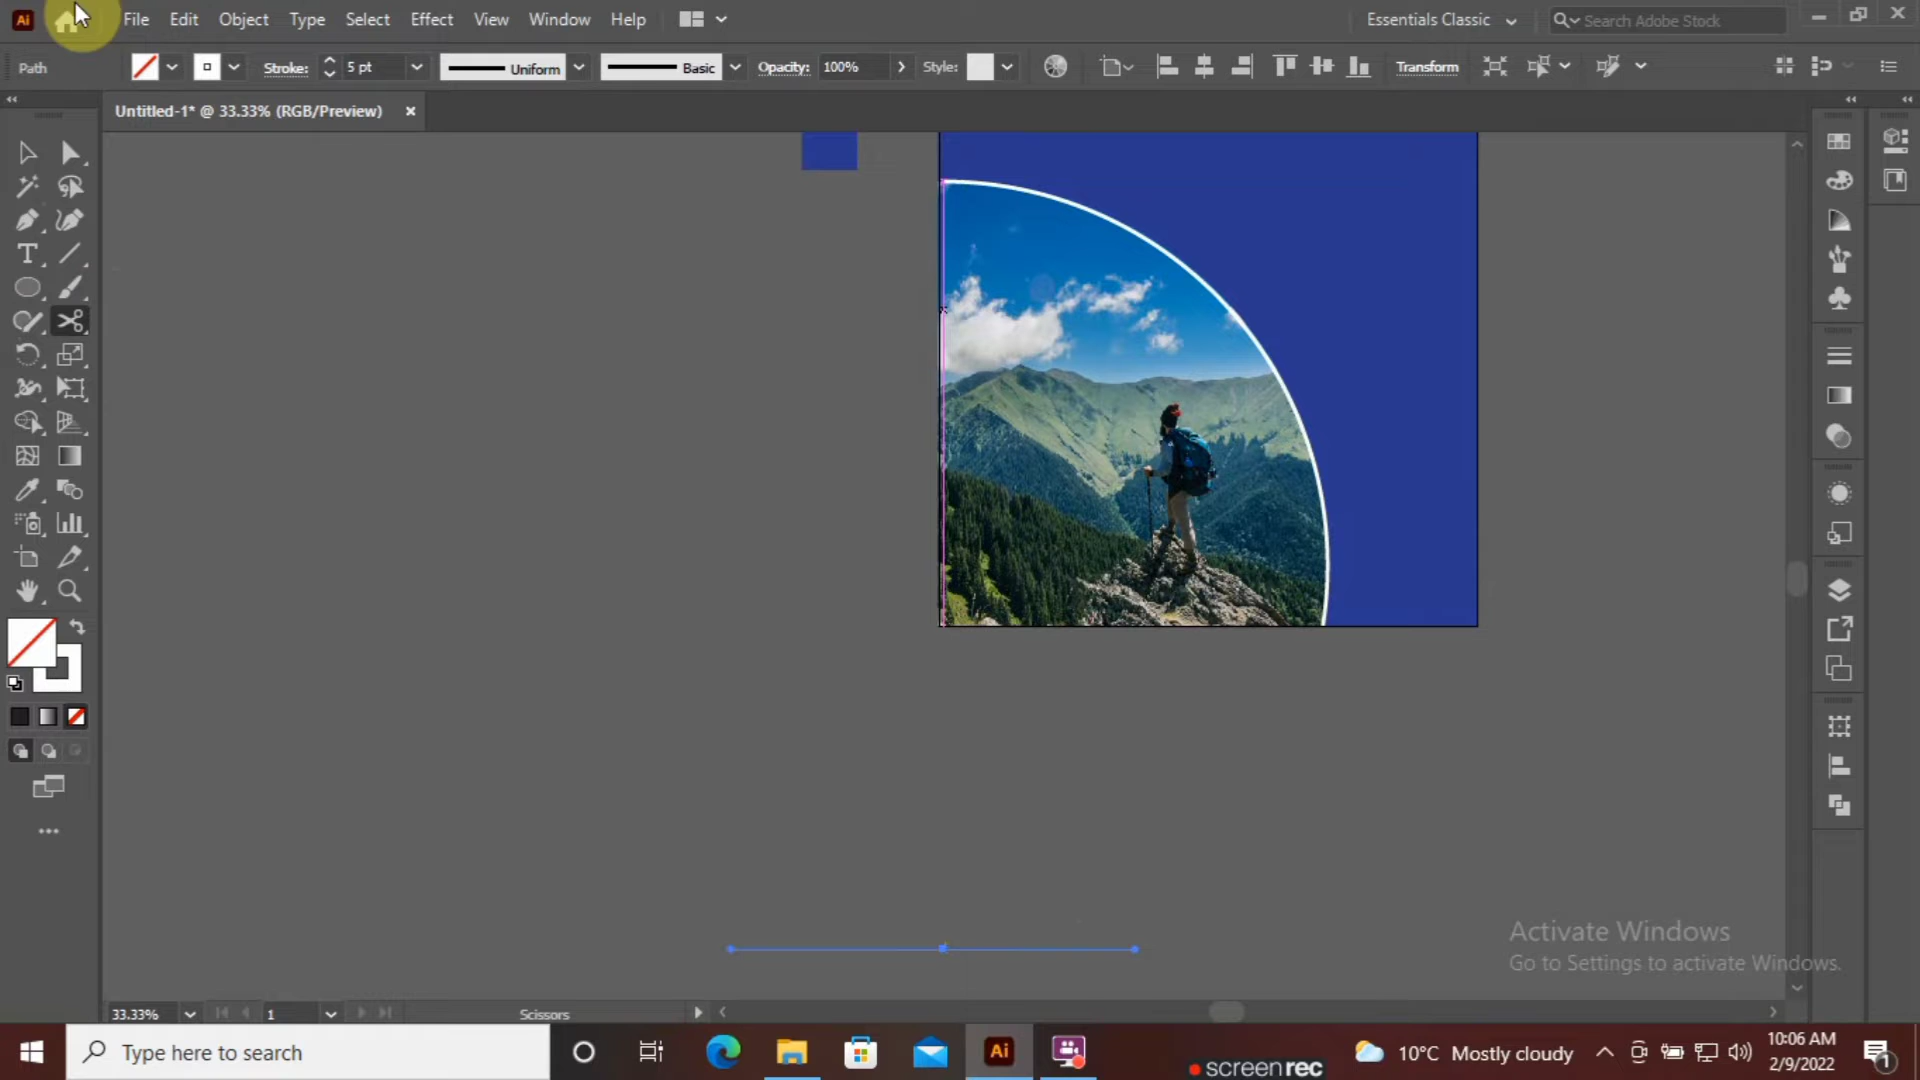 Ai File Edit Object Type Select Effect View Window Help Essentials Classic Search Adobe Stock
Path Stroke: 5 pt Uniform Basic Opacity: 100% Style: Transform
Untitled-1* @ 33.33% (RGB/Preview)
T
Activate Windows
Go to Settings to activate Windows.
33.33% 1 Scissors
Type here to search
Ai
screenrec
10°C Mostly cloudy
10:06 AM
2/9/2022
1